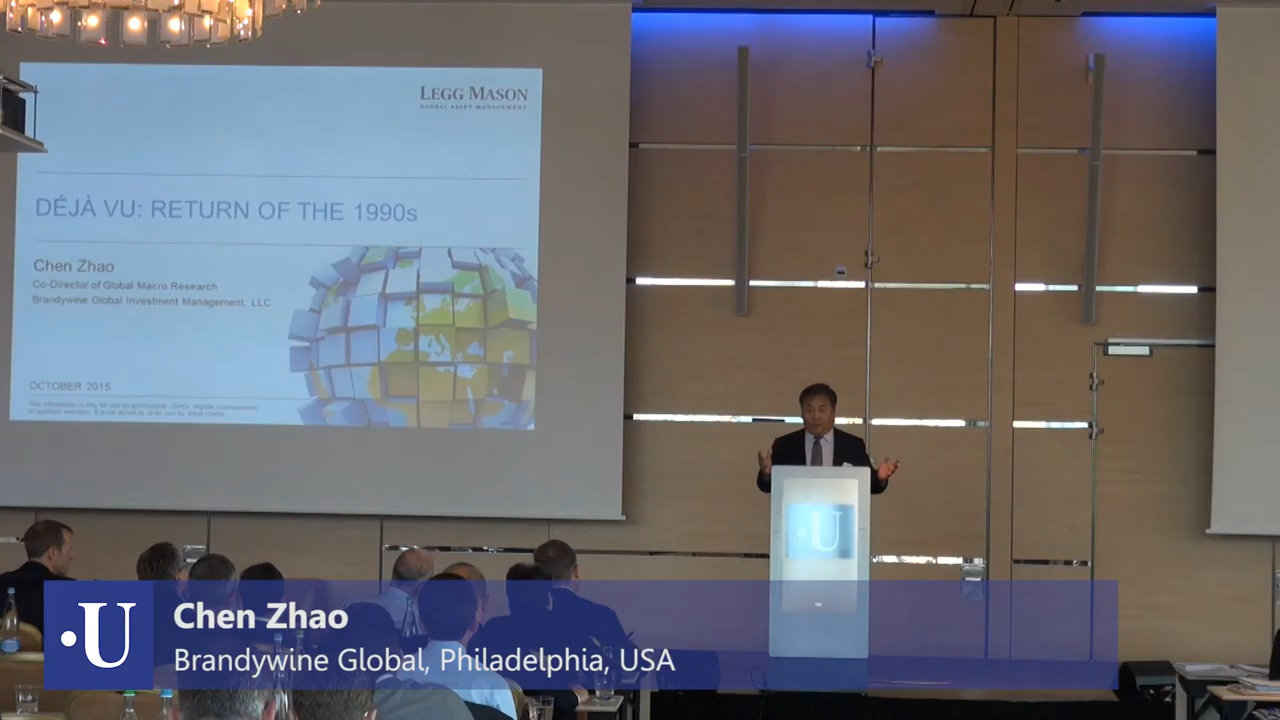 LEGG MASON
GLOBAL ASSET MANAGEMENT
DÉJÀ VU: RETURN OF THE 1990s
Chen Zhao
Co-Director of Global Macro Research
Brandywine Global Investment Management, LLC
OCTOBER 2015
·U
·U
Chen Zhao
Brandywine Global, Philadelphia, USA